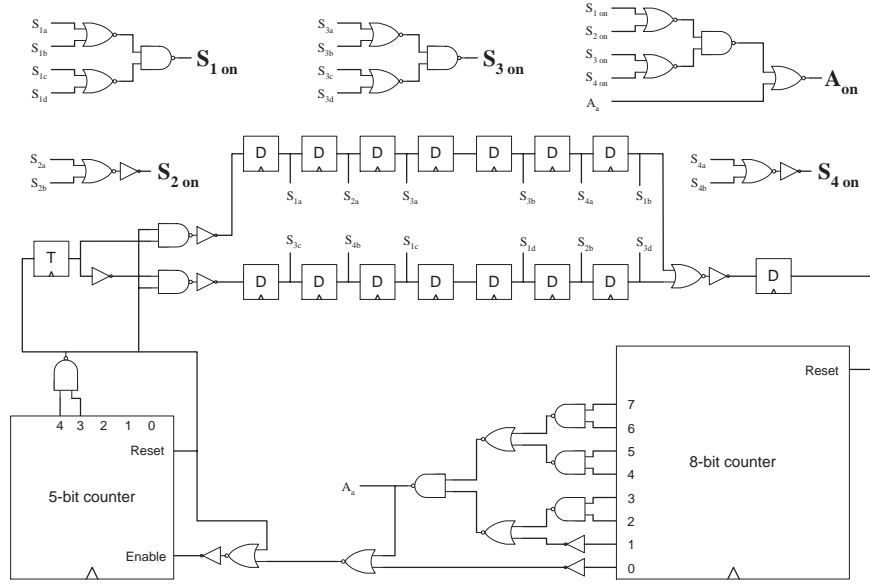 S1a
S1b
S1c
S1d
S1 on
S3a
S3b
S3c
S3d
S3 on
S1 on
S2 on
S3 on
S4 on
Aa
Aon
S2a
S2b
S2 on
D D D D D D D
S1a S2a S3a S3b S4a S1b
S4a
S4b
S4 on
T
S3c S4b S1c S1d S2b S3d
D D D D D D D
D
4 3 2 1 0
Reset
5-bit counter
Enable
Aa
Reset
7
6
5
4
3
2
1
0
8-bit counter